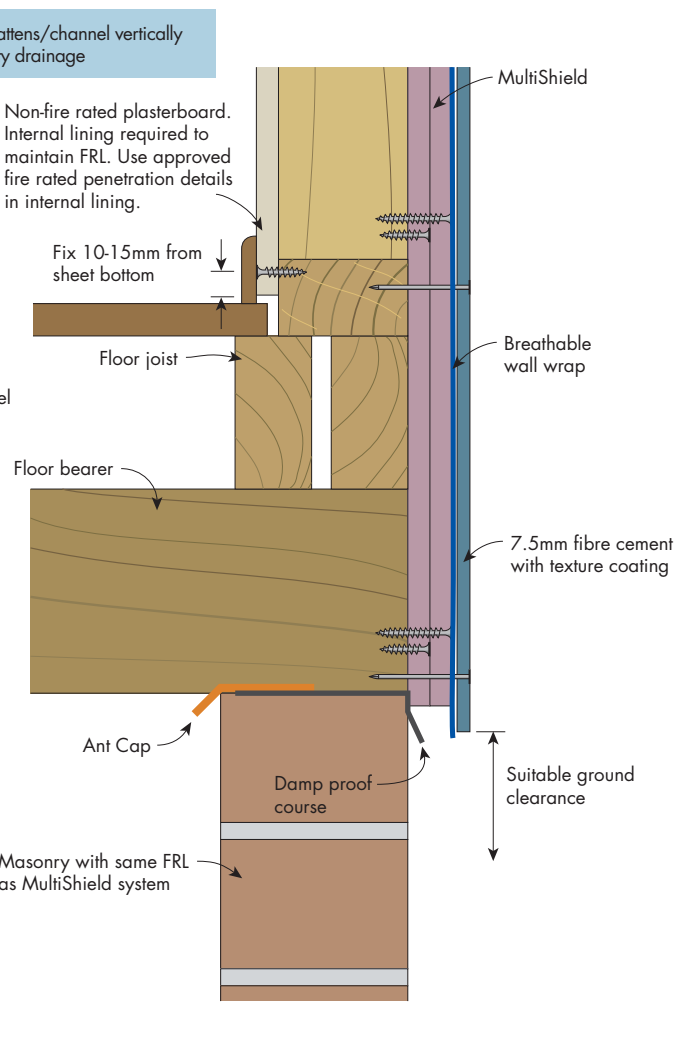 vertically
drainage
MultiShield
Non-fire rated plasterboard.
Internal lining required to
maintain FRL. Use approved
fire rated penetration details
in internal lining.
Fix 10-15mm from
sheet bottom
Breathable
wall wrap
Floor joist
Floor bearer
7.5mm fibre cement
with texture coating
Ant Cap
Damp proof
course
Suitable ground
clearance
Masonry with same FRL
as MultiShield system